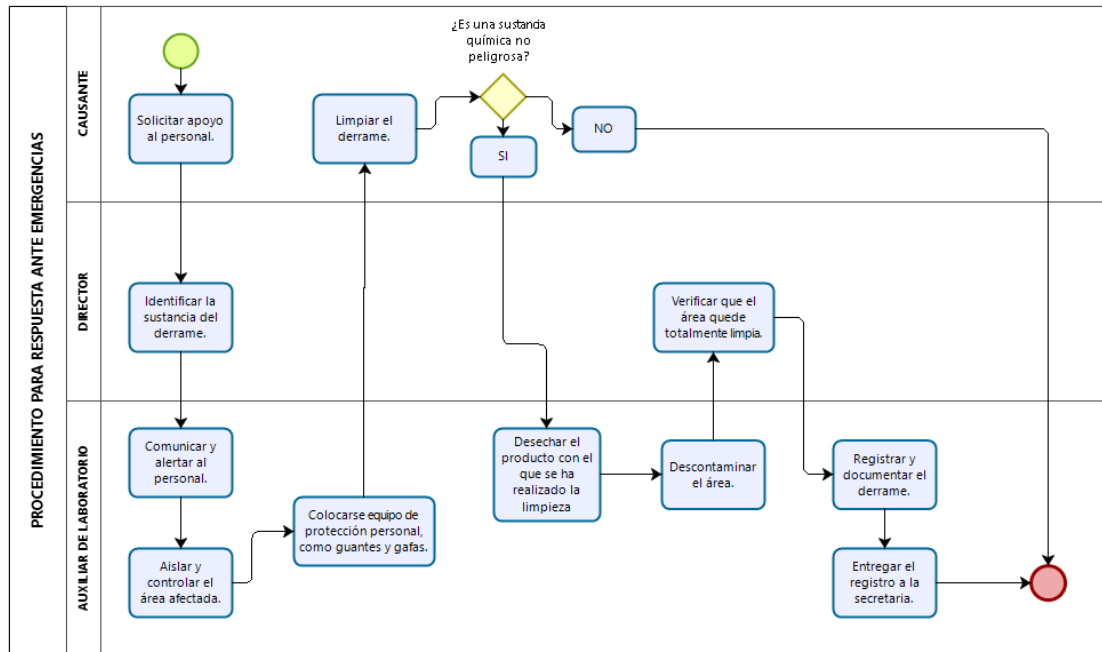 PROCEDIMIENTO PARA RESPUESTA ANTE EMERGENCIAS
CAUSANTE
¿Es una sustancia
química no
peligrosa?
Solicitar apoyo
al personal.
Limpiar el
derrame.
SI
NO
DIRECTOR
Identificar la
sustancia del
derrame.
Verificar que el
área quede
totalmente limpia.
AUXILIAR DE LABORATORIO
Comunicar y
alertar al
personal.
Aislar y
controlar el
área afectada.
Colocarse equipo de
protección personal,
como guantes y gafas.
Desechar el
producto con el
que se ha
realizado la
limpieza
Descontaminar
el área.
Registrar y
documentar el
derrame.
Entregar el
registro a la
secretaria.